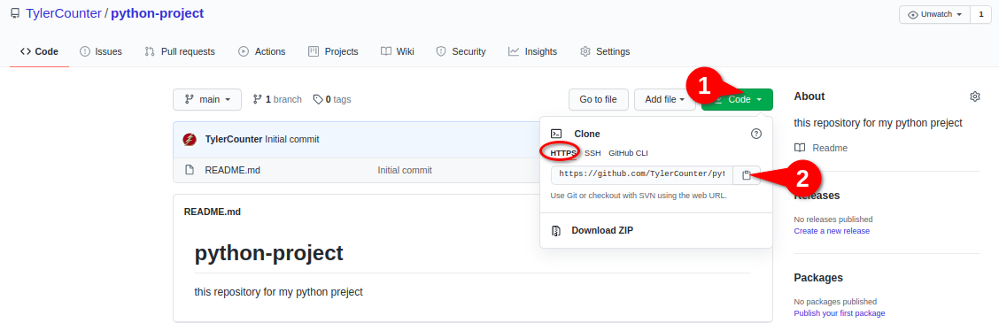 TylerCounter / python-project
Unwatch 1
Code Issues Pull requests Actions Projects Wiki Security Insights Settings
main 1 branch 0 tags Go to file Add file 1 Code
About
this repository for my python preject
Readme
TylerCounter Initial commit
README.md Initial commit
Clone
HTTPS SSH GitHub CLI
https://github.com/TylerCounter/pyt
2
Use Git or checkout with SVN using the web URL.
Download ZIP
Releases
No releases published
Create a new release
README.md
python-project
this repository for my python preject
Packages
No packages published
Publish your first package